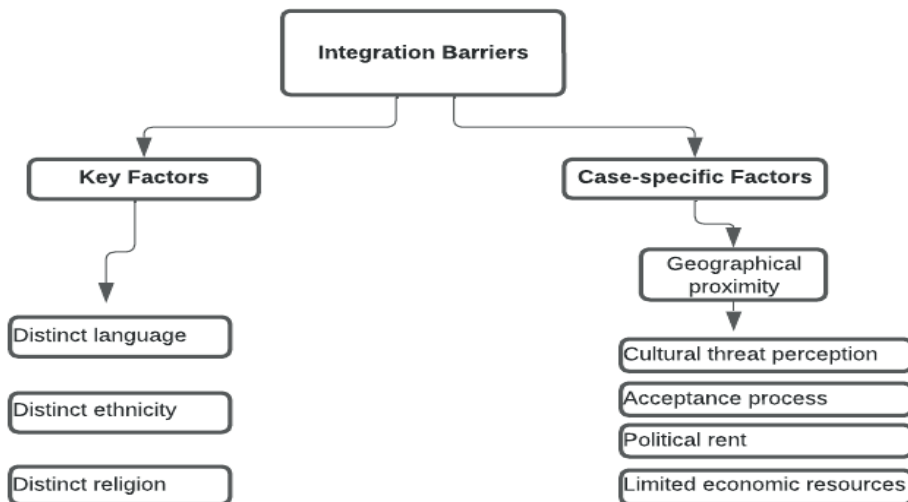 Integration Barriers
Key Factors
Case-specific Factors
Geographical
proximity
Distinct language
Distinct ethnicity
Distinct religion
Cultural threat perception
Acceptance process
Political rent
Limited economic resources